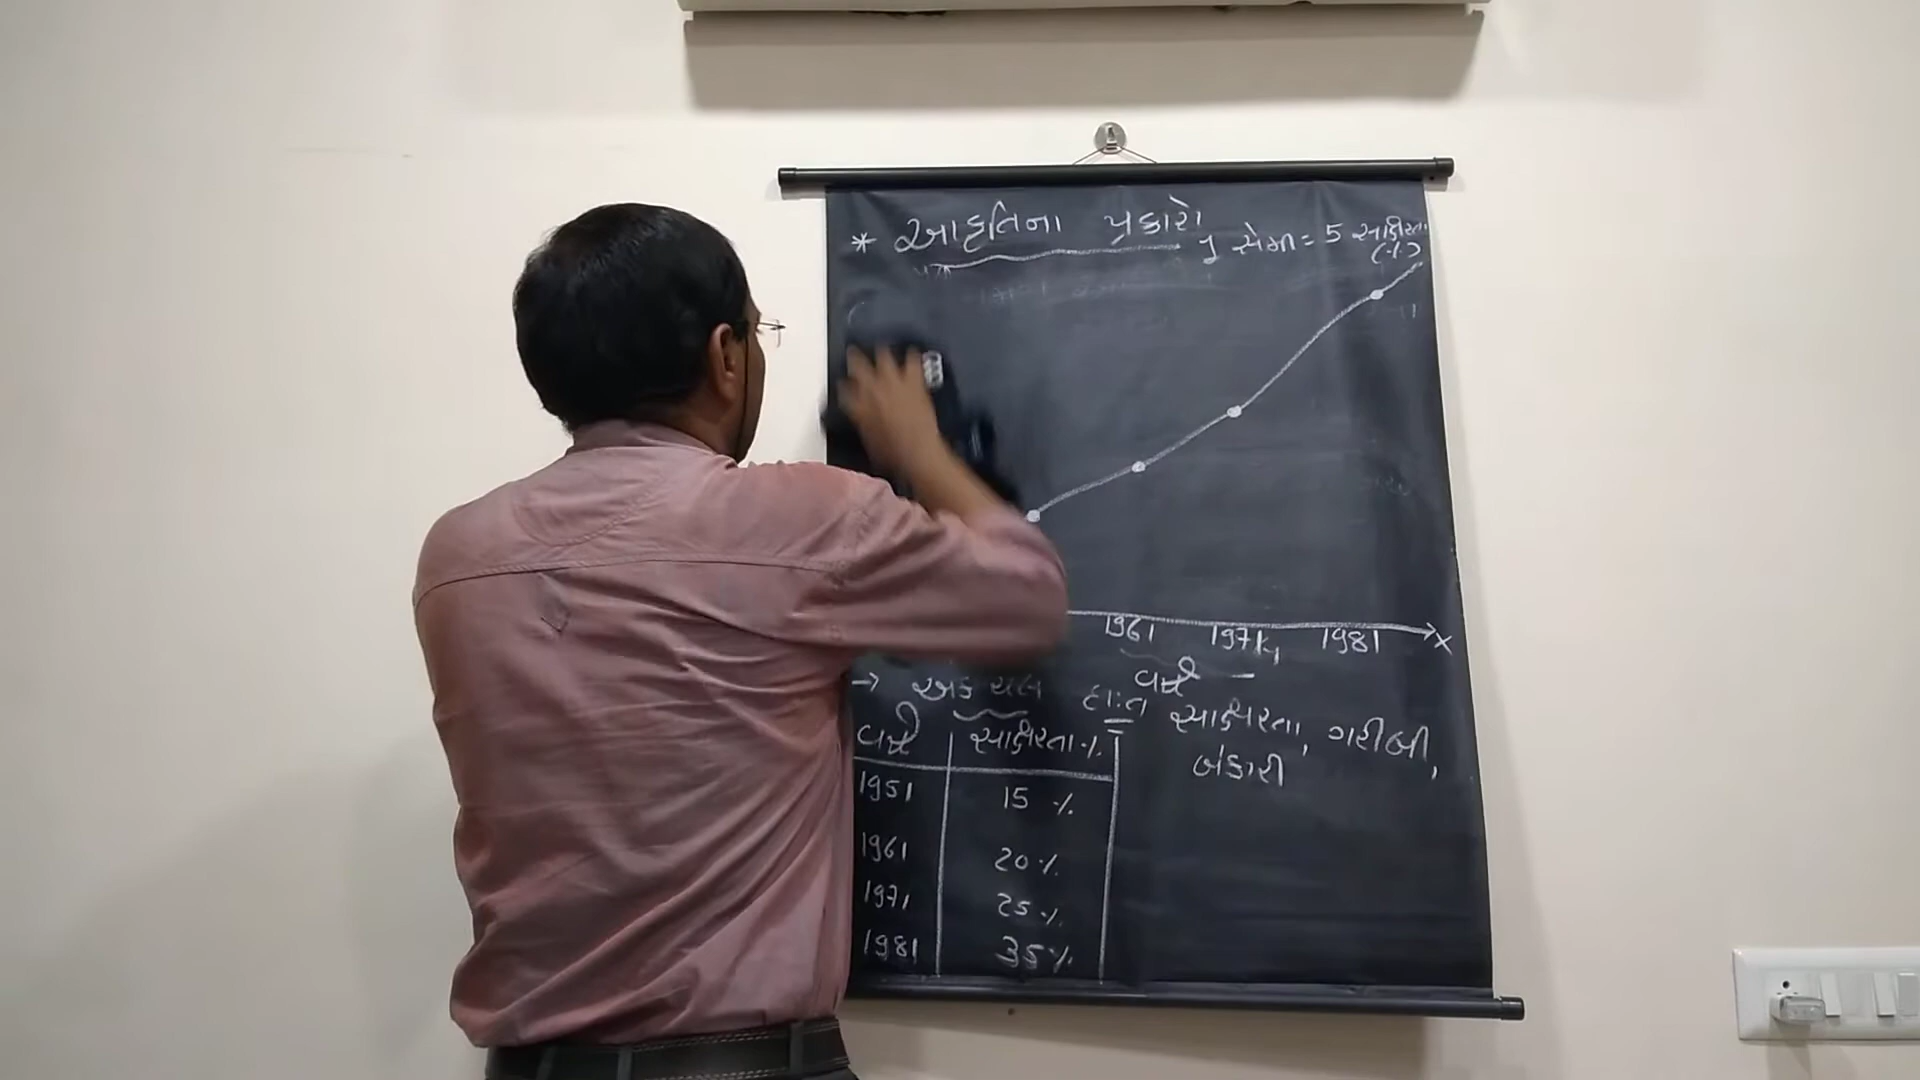 * આકૃતિના પ્રકારો
1 સેમી = 5 સાક્ષરતા
(%)
1961 1971 1981 X
વર્ષ
→ એક ચલ દા.ત સાક્ષરતા, ગરીબી,
બેકારી
વર્ષ સાક્ષરતા %
1951 15 %
1961 20 %
1971 25 %
1981 35 %